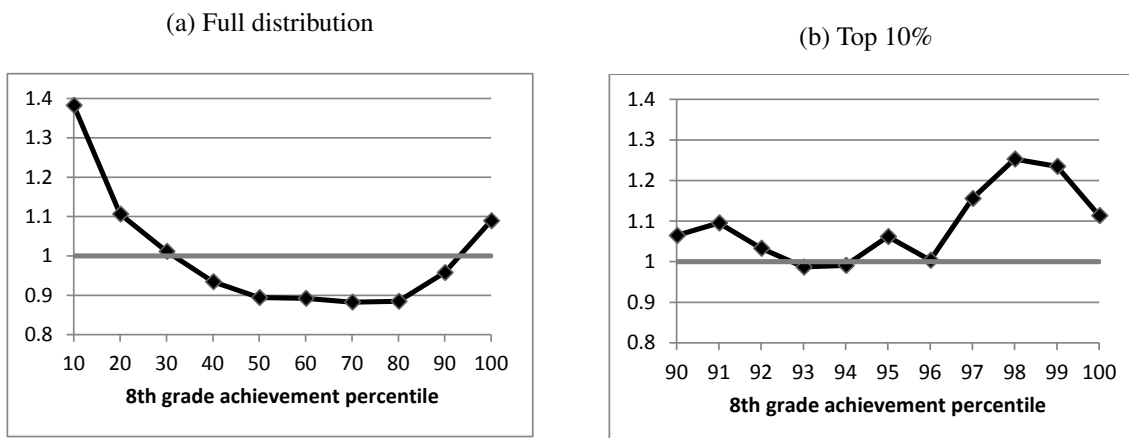 (a) Full distribution
1.4
1.3
1.2
1.1
1
0.9
0.8
10 20 30 40 50 60 70 80 90 100
8th grade achievement percentile
(b) Top 10%
1.4
1.3
1.2
1.1
1
0.9
0.8
90 91 92 93 94 95 96 97 98 99 100
8th grade achievement percentile